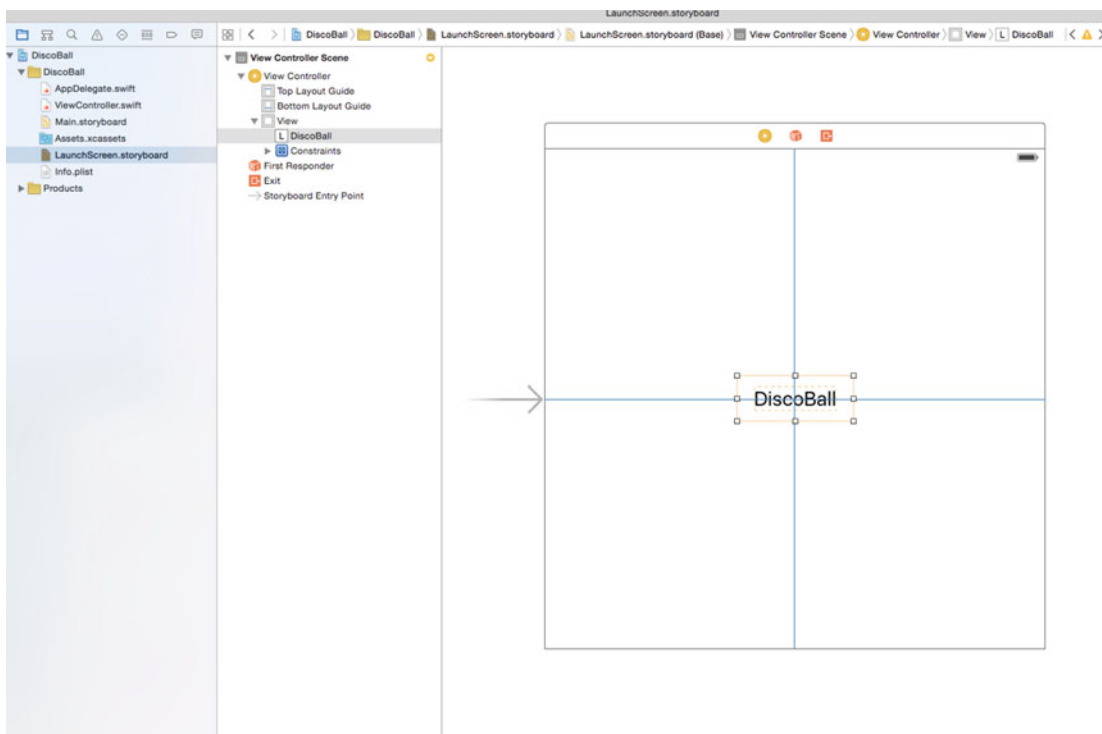 LaunchScreen.storyboard
DiscoBall DiscoBall LaunchScreen.storyboard LaunchScreen.storyboard (Base) View Controller Scene View Controller View L DiscoBall
DiscoBall
DiscoBall
AppDelegate.swift
ViewController.swift
Main.storyboard
Assets.xcassets
LaunchScreen.storyboard
Info.plist
Products
View Controller Scene
View Controller
Top Layout Guide
Bottom Layout Guide
View
L DiscoBall
Constraints
First Responder
Exit
Storyboard Entry Point
DiscoBall